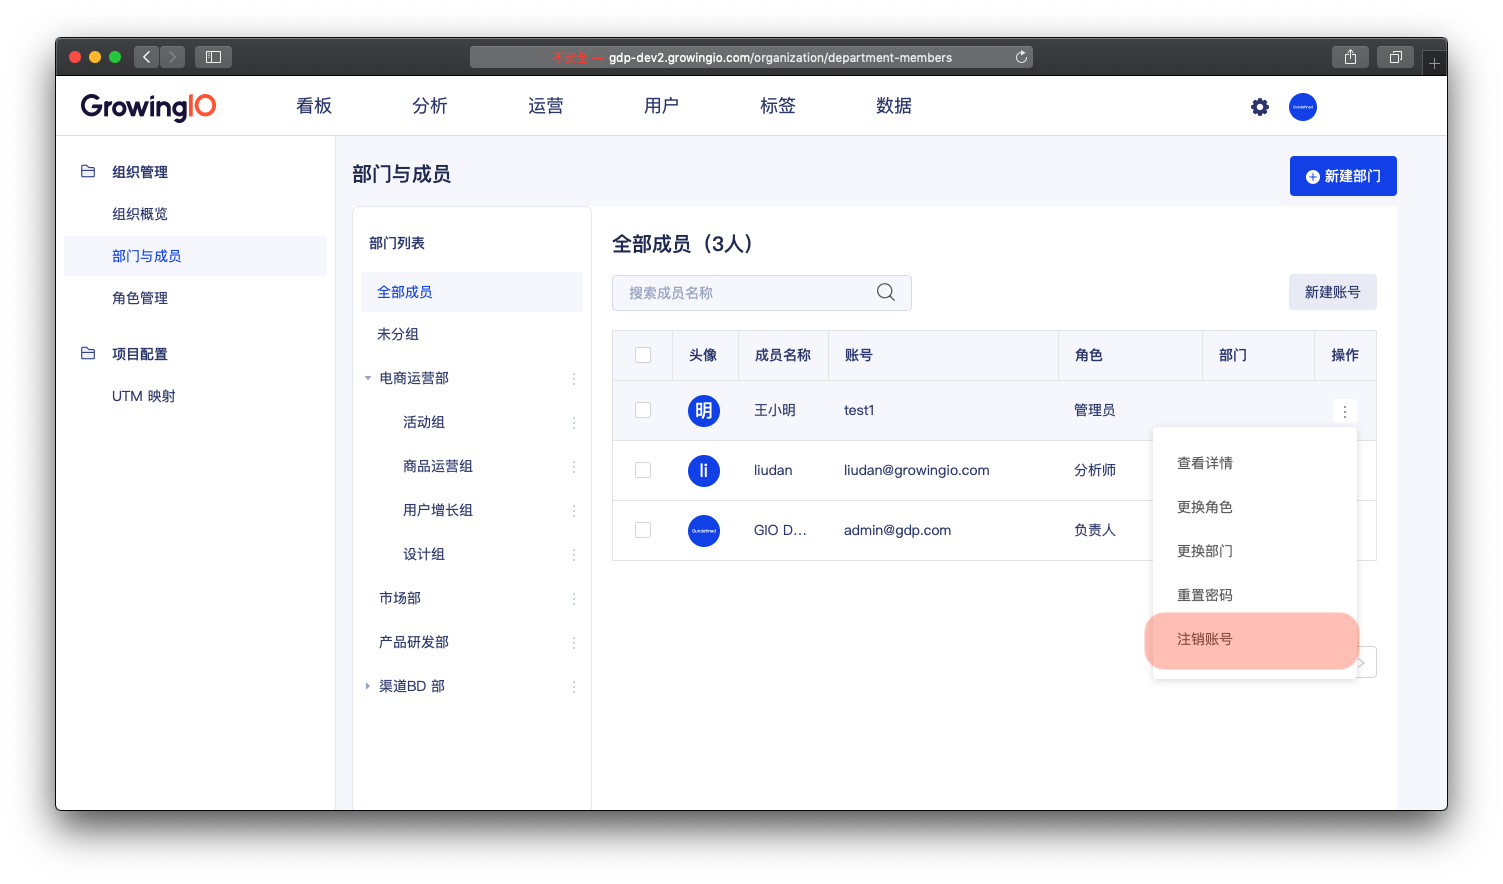 不安全 — gdp-dev2.growingio.com/organization/department-members
GrowingIO
看板
分析
运营
用户
标签
数据
组织管理
组织概览
部门与成员
角色管理
项目配置
UTM 映射
部门与成员
新建部门
部门列表
全部成员
未分组
电商运营部
活动组
商品运营组
用户增长组
设计组
市场部
产品研发部
渠道BD 部
全部成员（3人）
搜索成员名称
新建账号
头像 成员名称 账号 角色 部门 操作
明 王小明 test1 管理员
li liudan liudan@growingio.com 分析师
Gundefined GIO D... admin@gdp.com 负责人
查看详情
更换角色
更换部门
重置密码
注销账号